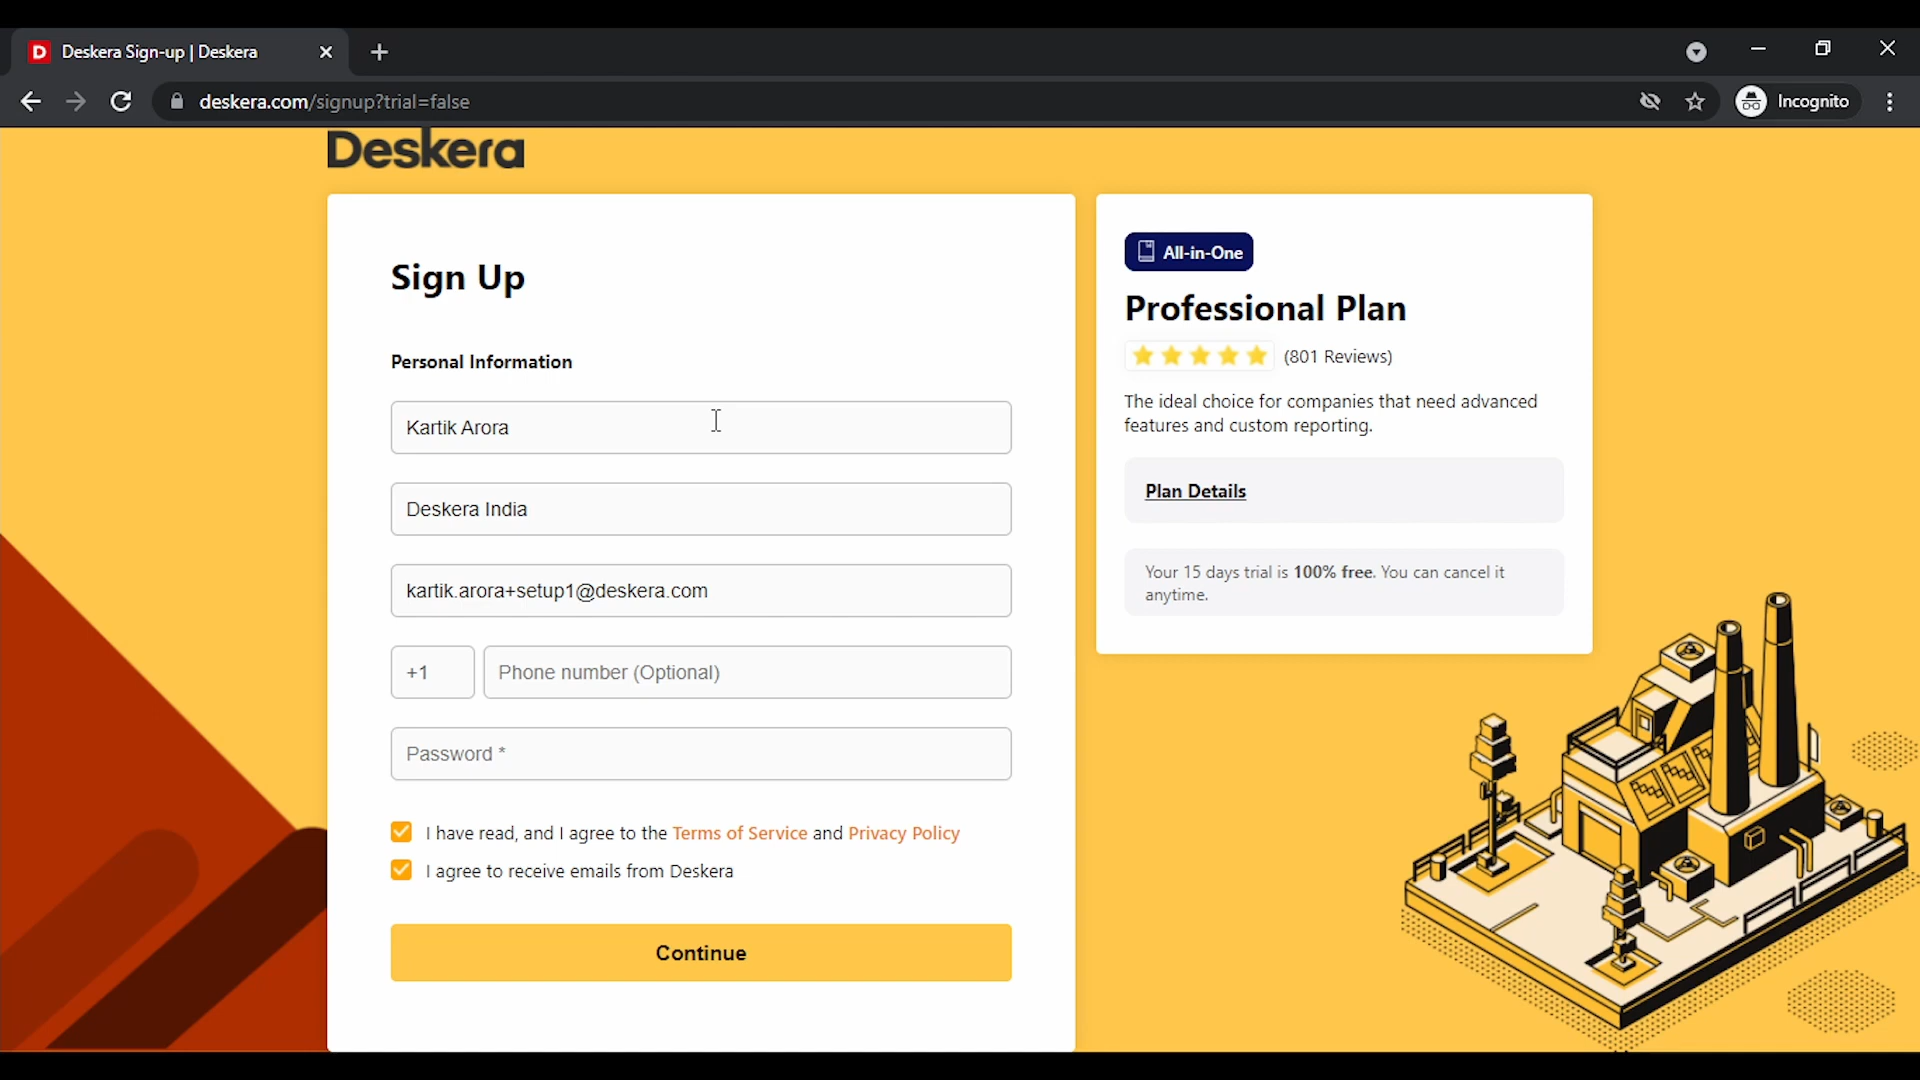 Deskera Sign-up | Deskera
deskera.com/signup?trial=false
Incognito
Deskera
Sign Up
Personal Information
Kartik Arora
Deskera India
kartik.arora+setup1@deskera.com
+1
Phone number (Optional)
Password *
I have read, and I agree to the Terms of Service and Privacy Policy
I agree to receive emails from Deskera
Continue
All-in-One
Professional Plan
(801 Reviews)
The ideal choice for companies that need advanced
features and custom reporting.
Plan Details
Your 15 days trial is 100% free. You can cancel it
anytime.